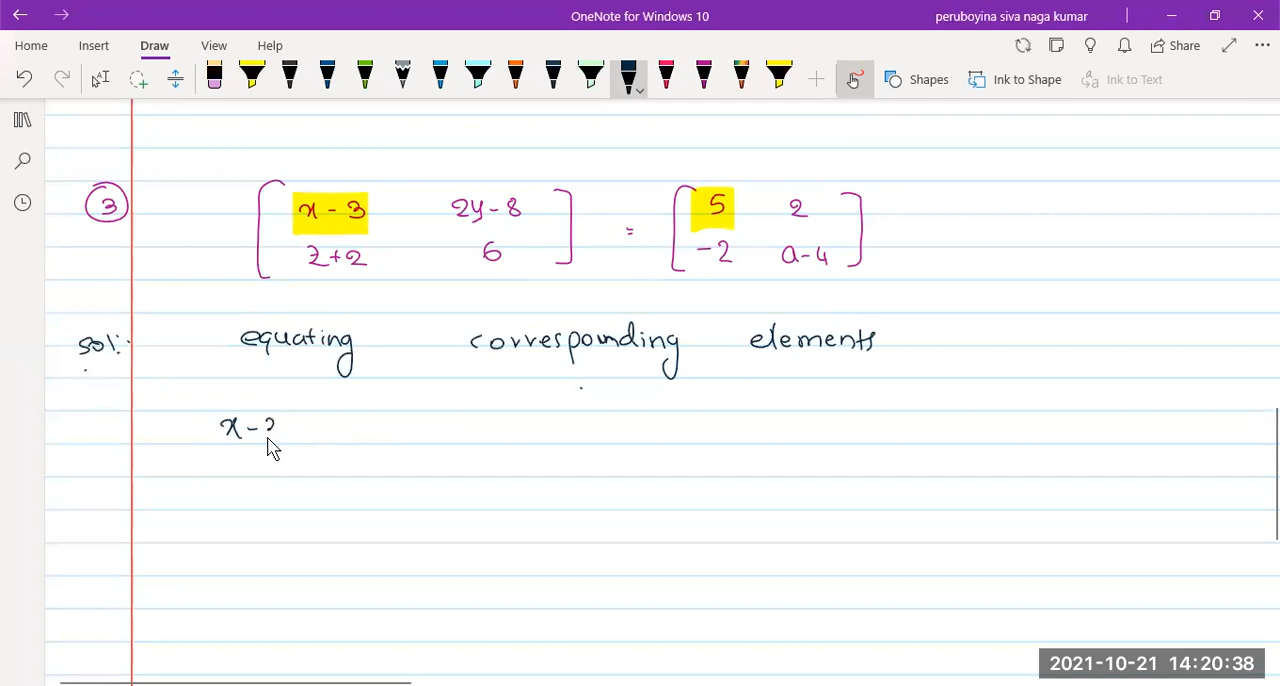 OneNote for Windows 10 peruboyina siva naga kumar
Home Insert Draw View Help Share
Shapes Ink to Shape Ink to Text
3 x - 3 2y - 8 = 5 2
z + 2 6 -2 a - 4
sol: equating corresponding elements
x -
2021-10-21 14:20:38